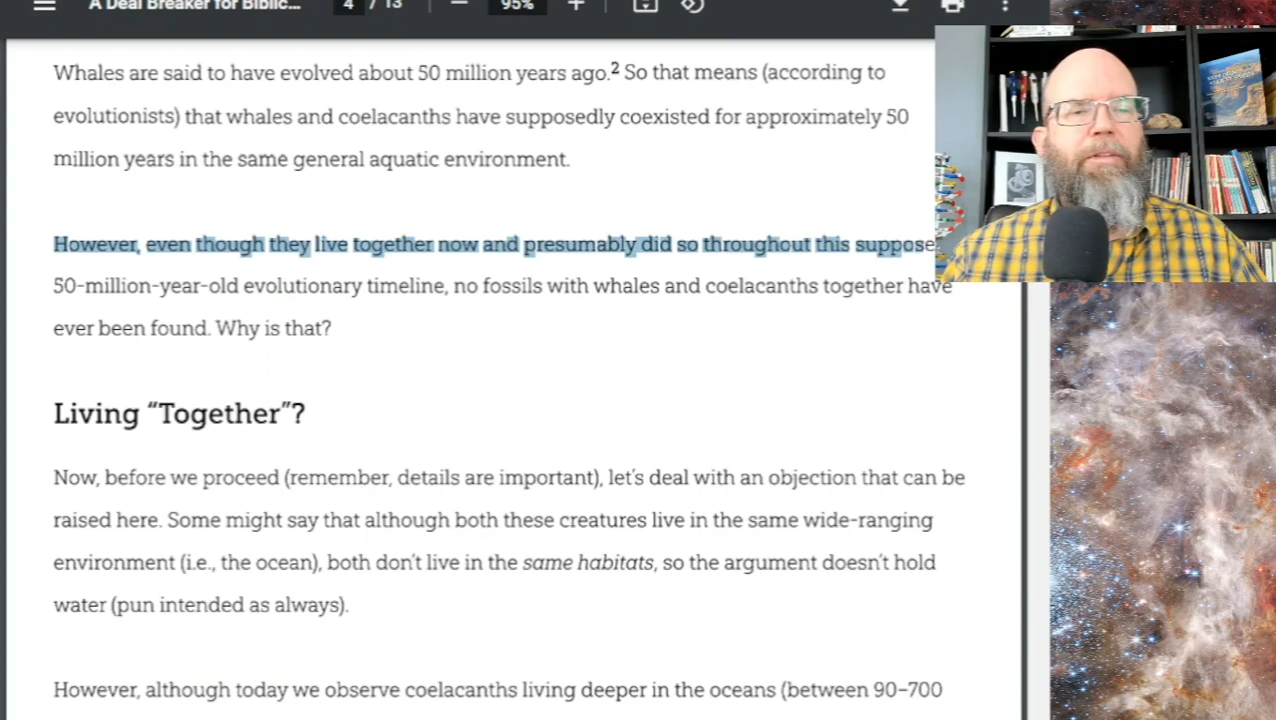 A Deal Breaker for Biblic...
4 / 13
95%
Whales are said to have evolved about 50 million years ago.2 So that means (according to
evolutionists) that whales and coelacanths have supposedly coexisted for approximately 50
million years in the same general aquatic environment.
However, even though they live together now and presumably did so throughout this suppose
50-million-year-old evolutionary timeline, no fossils with whales and coelacanths together have
ever been found. Why is that?
Living “Together”?
Now, before we proceed (remember, details are important), let’s deal with an objection that can be
raised here. Some might say that although both these creatures live in the same wide-ranging
environment (i.e., the ocean), both don’t live in the same habitats, so the argument doesn’t hold
water (pun intended as always).
However, although today we observe coelacanths living deeper in the oceans (between 90–700